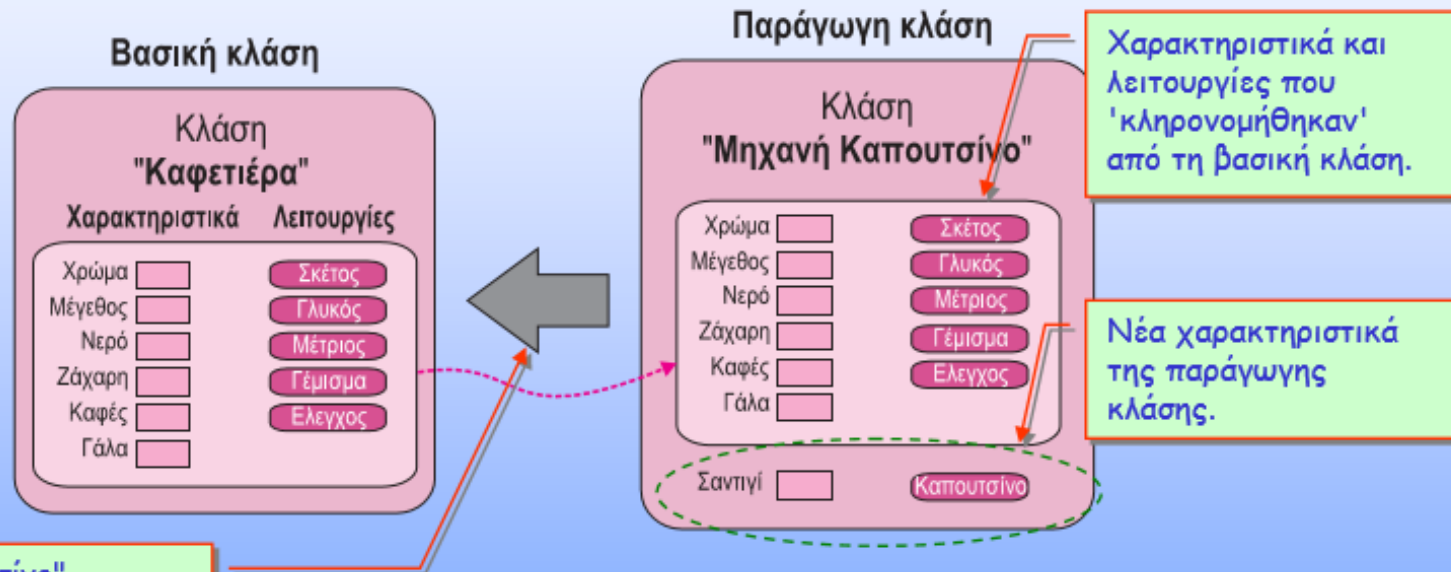 Βασική κλάση
Κλάση
"Καφετιέρα"
Χαρακτηριστικά Λειτουργίες
Χρώμα Σκέτος
Μέγεθος Γλυκός
Νερό Μέτριος
Ζάχαρη Γέμισμα
Καφές Ελεγχος
Γάλα
Παράγωγη κλάση
Κλάση
"Μηχανή Καπουτσίνο"
Χρώμα Σκέτος
Μέγεθος Γλυκός
Νερό Μέτριος
Ζάχαρη Γέμισμα
Καφές Ελεγχος
Γάλα
Σαντιγί Καπουτσίνο
Χαρακτηριστικά και
λειτουργίες που
'κληρονομήθηκαν'
από τη βασική κλάση.
Νέα χαρακτηριστικά
της παράγωγης
κλάσης.